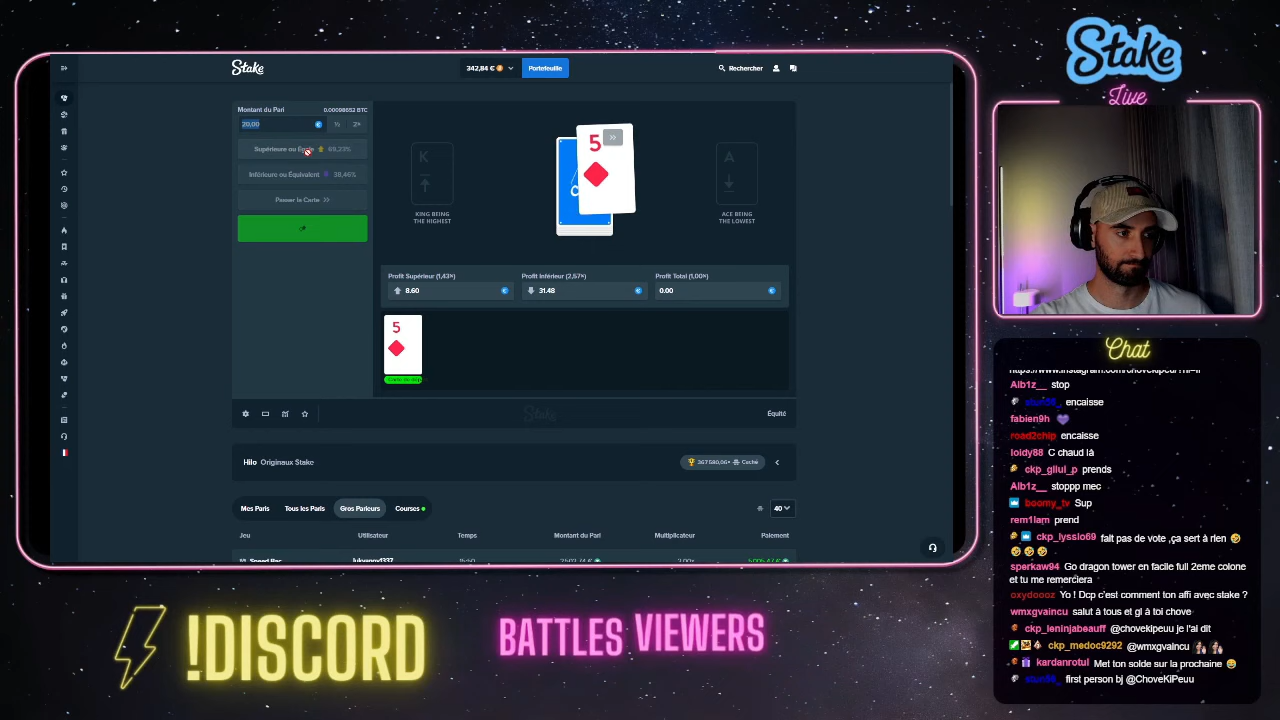 Stake
342,84 €
Portefeuille
Rechercher
Montant du Pari
0.00098652 BTC
20,00
½
2×
Supérieure ou Égale
69,23%
Inférieure ou Équivalent
38,46%
Passer la Carte
K
KING BEING
THE HIGHEST
5
A
ACE BEING
THE LOWEST
Profit Supérieur (1,43×)
8.60
Profit Inférieur (2,57×)
31.48
Profit Total (1,00×)
0.00
5
Stake
Équité
Hilo Originaux Stake
367 580,06× Caché
Mes Paris
Tous les Paris
Gros Parieurs
Courses
40
Jeu
Utilisateur
Temps
Montant du Pari
Multiplicateur
Paiement
Stake
Live
Chat
Alb1z__ stop
encaisse
fabien9h
road2chip encaisse
loidy88 C chaud là
ckp_gliul_p prends
Alb1z__ stoppp mec
boomy_tv Sup
rem1lam prend
ckp_lysslo69 fait pas de vote ,ça sert à rien
sperkaw94 Go dragon tower en facile full 2eme colone
et tu me remerciera
oxydoooz Yo ! Dcp c'est comment ton affi avec stake ?
wmxgvaincu salut à tous et gl à toi chove
ckp_leninjabeauff @chovekipeuu je l'ai dit
ckp_medoc9292 @wmxgvaincu
kardanrotul Met ton solde sur la prochaine
first person bj @ChoveKiPeuu
!DISCORD
BATTLES VIEWERS